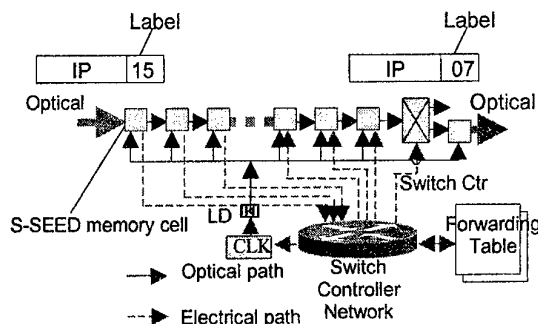 Label
Label
IP 15
IP 07
Optical
Optical
Switch Ctr
S-SEED memory cell
LD
CLK
Forwarding
Table
Optical path
Switch
Controller
Network
Electrical path